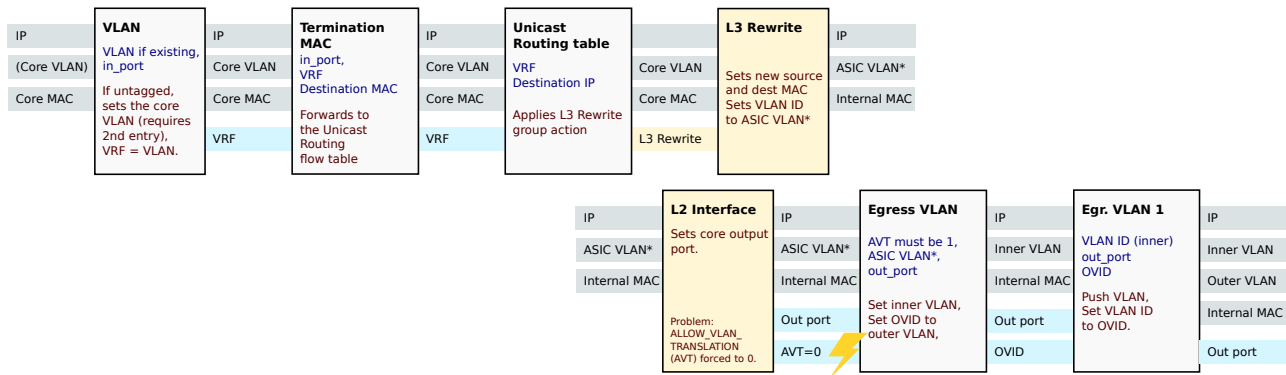 IP
(Core VLAN)
Core MAC
VLAN
VLAN if existing,
in_port
If untagged,
sets the core
VLAN (requires
2nd entry),
VRF = VLAN.
IP
Core VLAN
Core MAC
VRF
Termination
MAC
in_port,
VRF
Destination MAC
Forwards to
the Unicast
Routing
flow table
IP
Core VLAN
Core MAC
VRF
Unicast
Routing table
VRF
Destination IP
Applies L3 Rewrite
group action
Core VLAN
Core MAC
L3 Rewrite
L3 Rewrite
Sets new source
and dest MAC
Sets VLAN ID
to ASIC VLAN*
IP
ASIC VLAN*
Internal MAC
IP
ASIC VLAN*
Internal MAC
L2 Interface
Sets core output
port.
Problem:
ALLOW_VLAN_
TRANSLATION
(AVT) forced to 0.
IP
ASIC VLAN*
Internal MAC
Out port
AVT=0
Egress VLAN
AVT must be 1,
ASIC VLAN*,
out_port
Set inner VLAN,
Set OVID to
outer VLAN,
IP
Inner VLAN
Internal MAC
Out port
OVID
Egr. VLAN 1
VLAN ID (inner)
out_port
OVID
Push VLAN,
Set VLAN ID
to OVID.
IP
Inner VLAN
Outer VLAN
Internal MAC
Out port